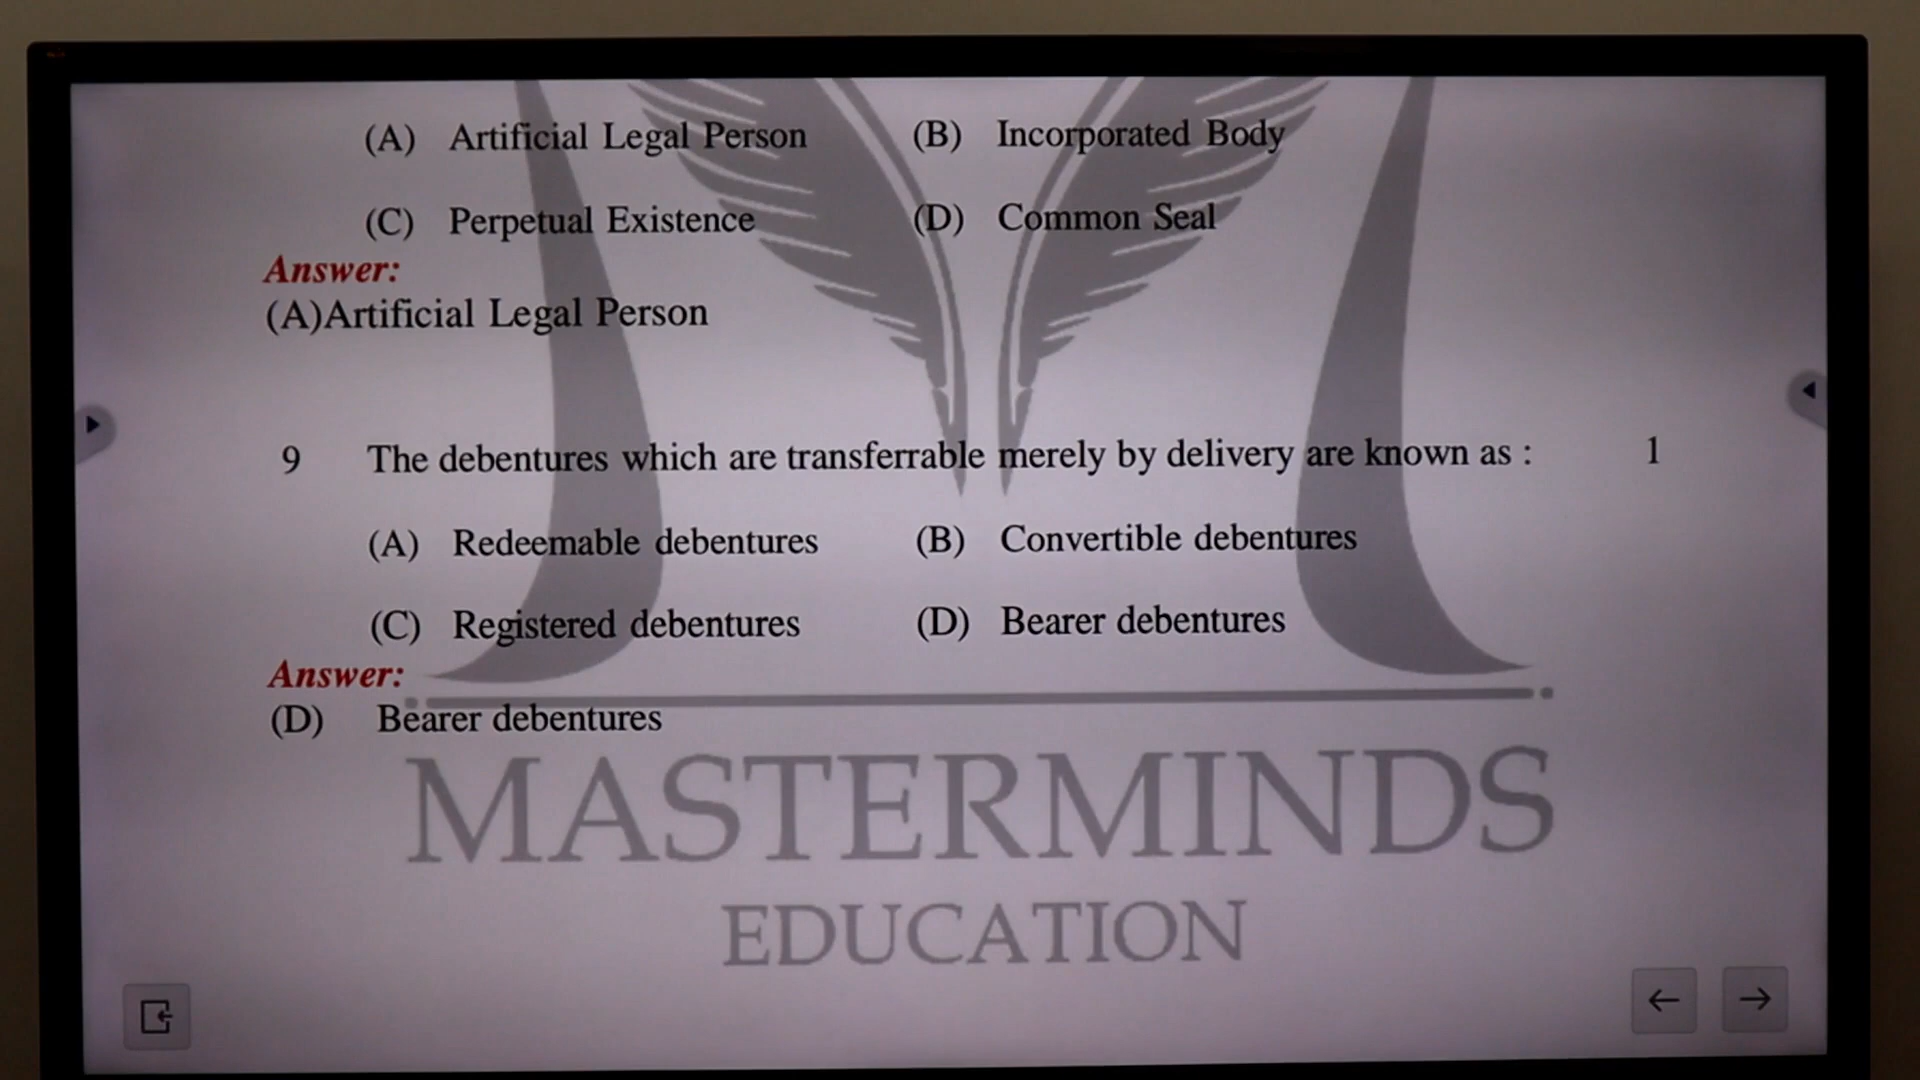 (A) Artificial Legal Person (B) Incorporated Body
(C) Perpetual Existence (D) Common Seal
Answer:
(A)Artificial Legal Person
9 The debentures which are transferrable merely by delivery are known as : 1
(A) Redeemable debentures (B) Convertible debentures
(C) Registered debentures (D) Bearer debentures
Answer:
(D) Bearer debentures
MASTERMINDS
EDUCATION